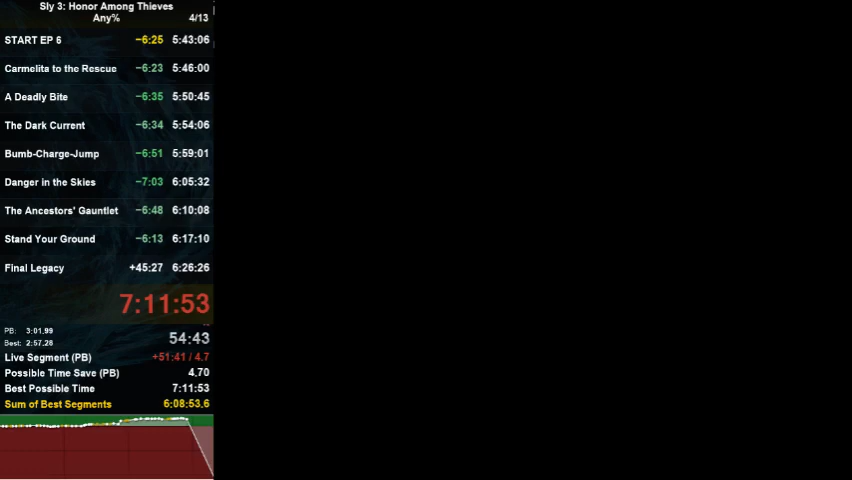 Sly 3: Honor Among Thieves
Any% 4/13
START EP 6 −6:25 5:43:06
Carmelita to the Rescue −6:23 5:46:00
A Deadly Bite −6:35 5:50:45
The Dark Current −6:34 5:54:06
Bumb-Charge-Jump −6:51 5:59:01
Danger in the Skies −7:03 6:05:32
The Ancestors' Gauntlet −6:48 6:10:08
Stand Your Ground −6:13 6:17:10
Final Legacy +45:27 6:26:26
7:11:53
PB: 3:01.99
Best: 2:57.28
54:43
Live Segment (PB) +51:41 / 4.7
Possible Time Save (PB) 4.70
Best Possible Time 7:11:53
Sum of Best Segments 6:08:53.6